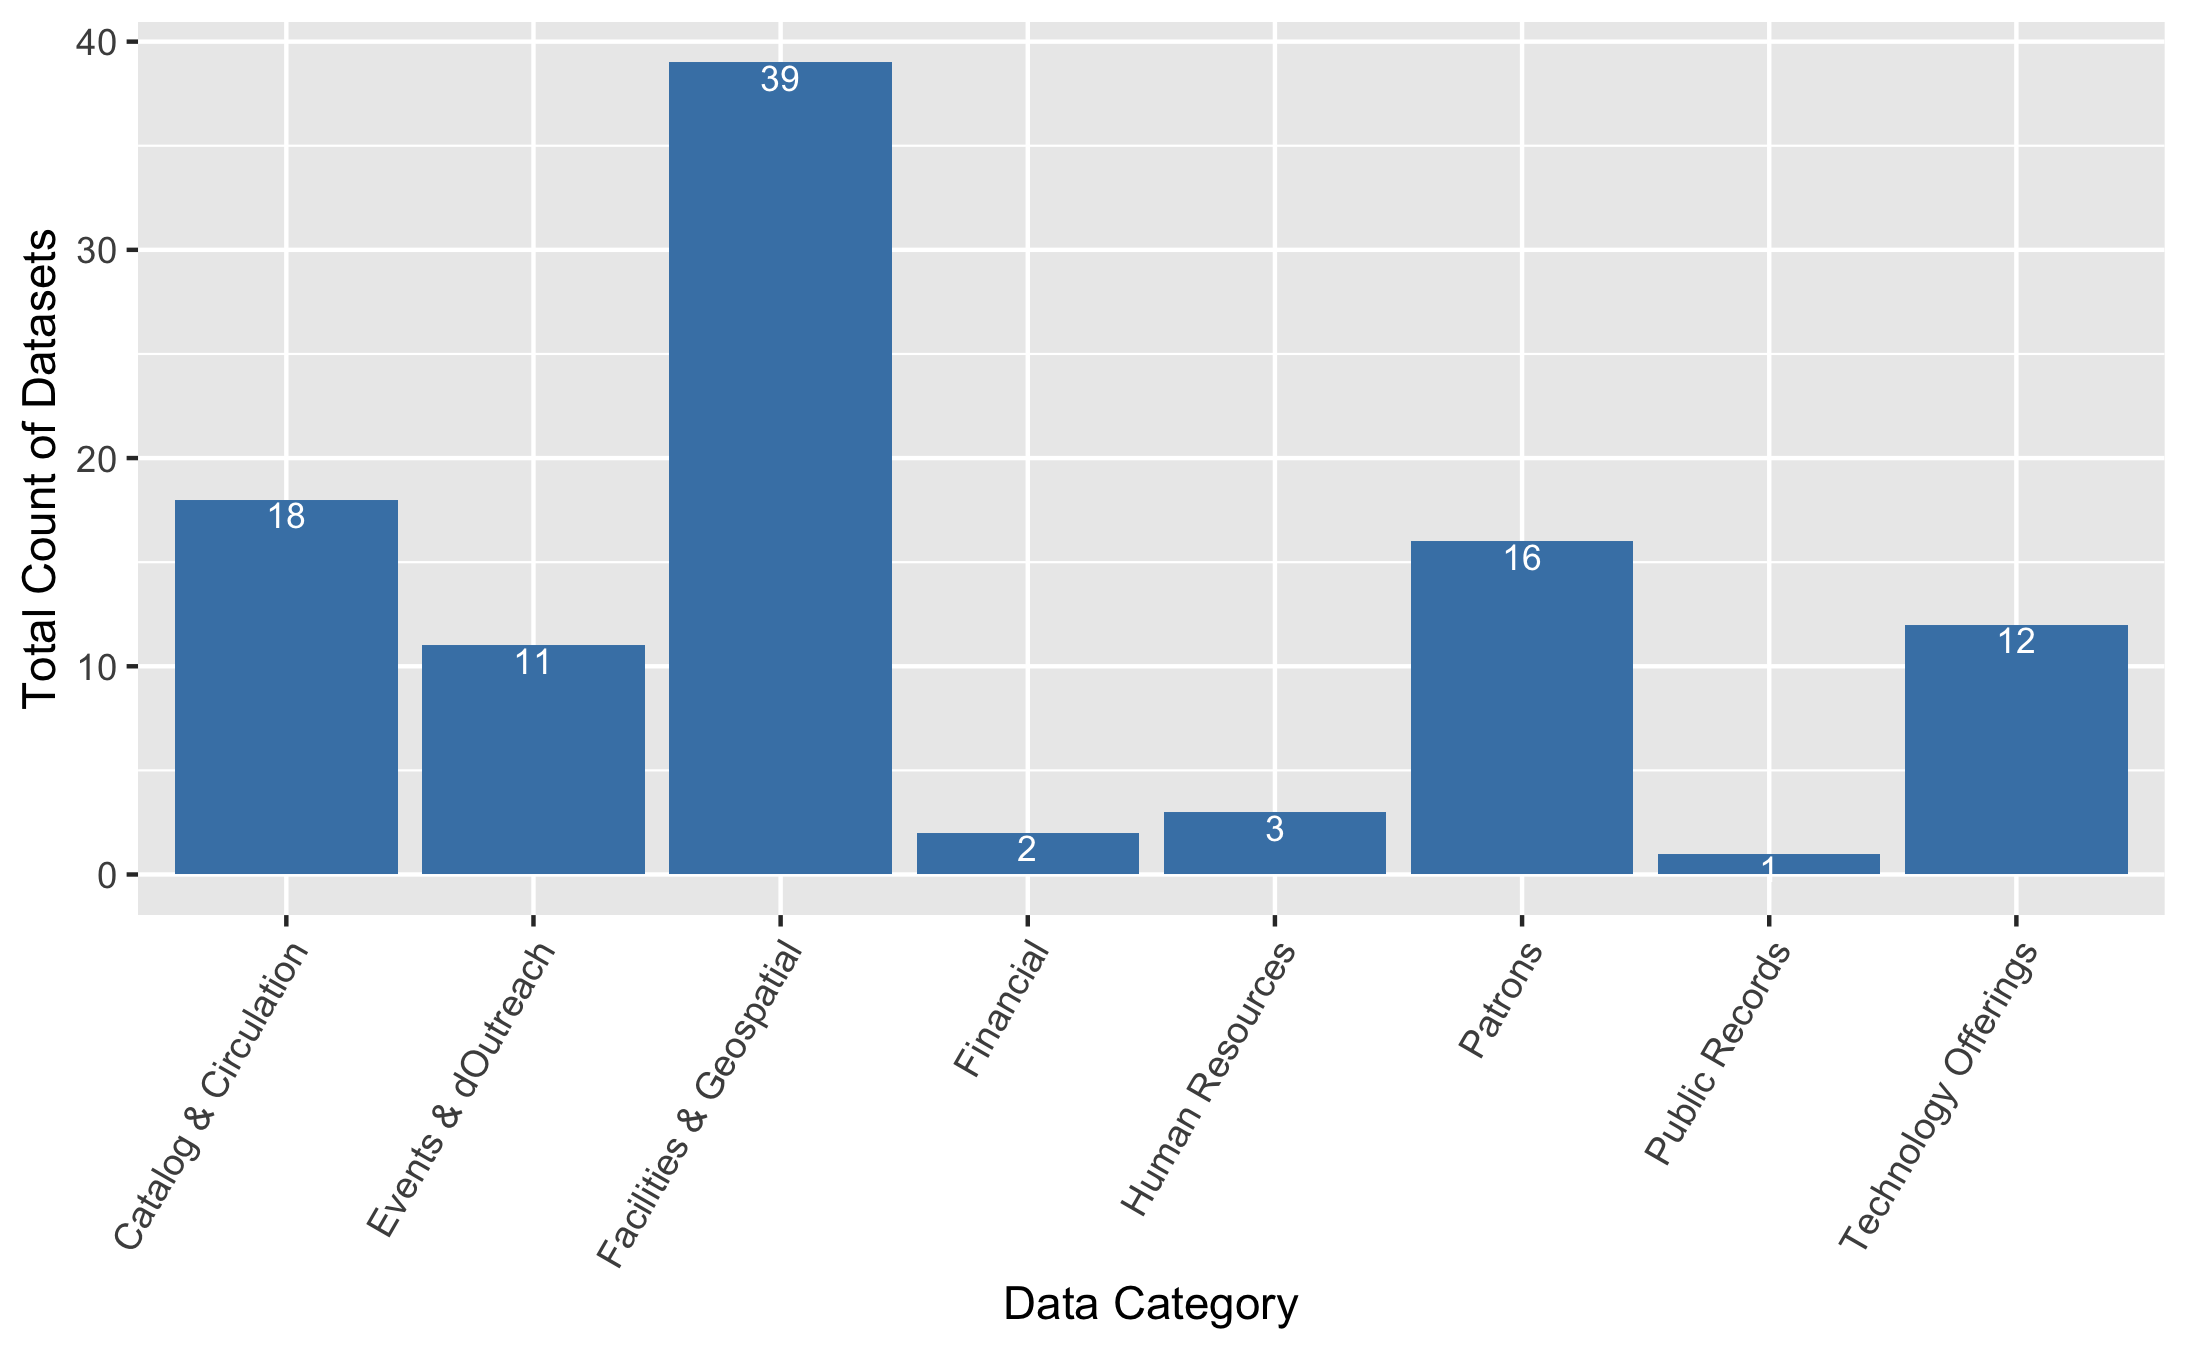 Total Count of Datasets
40
30
20
10
0
18
11
39
2
3
16
1
12
Catalog & Circulation
Events & dOutreach
Facilities & Geospatial
Financial
Human Resources
Patrons
Public Records
Technology Offerings
Data Category